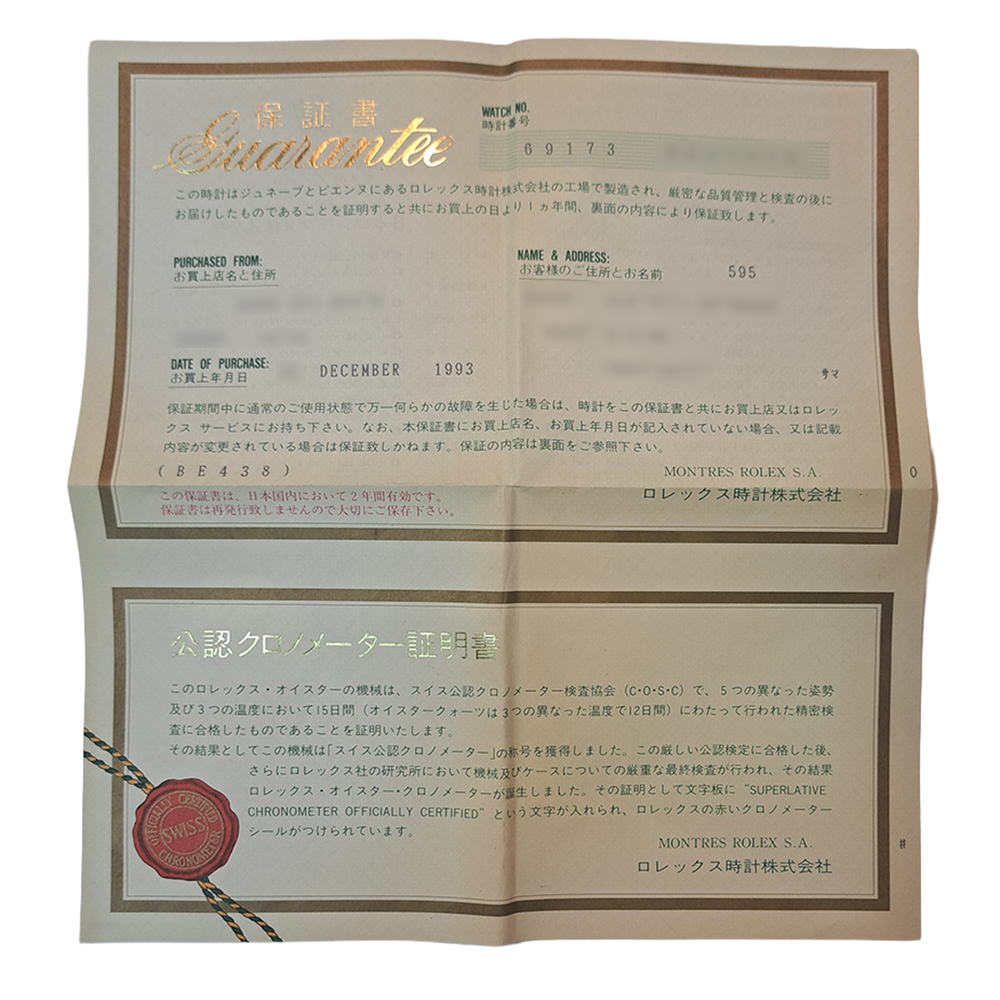 保証書
Guarantee
WATCH NO.
時計番号
69173
この時計はジュネーブとビエンヌにあるロレックス時計株式会社の工場で製造され、厳密な品質管理と検査の後に
お届けしたものであることを証明すると共にお買上の日より1ヵ年間、裏面の内容により保証致します。
PURCHASED FROM:
お買上店名と住所
NAME & ADDRESS:
お客様のご住所とお名前
595
DATE OF PURCHASE:
お買上年月日
DECEMBER 1993
保証期間中に通常のご使用状態で万一何らかの故障を生じた場合は、時計をこの保証書と共にお買上店又はロレッ
クス サービスにお持ち下さい。なお、本保証書にお買上店名、お買上年月日が記入されていない場合、又は記載
内容が変更されている場合は保証致しかねます。保証の内容は裏面をご参照下さい。
(BE438)
MONTRES ROLEX S.A.
ロレックス時計株式会社
この保証書は、日本国内において2年間有効です。
保証書は再発行致しませんので大切にご保存下さい。
公認クロノメーター証明書
このロレックス・オイスターの機械は、スイス公認クロノメーター検査協会(C・O・S・C)で、5つの異なった姿勢
及び3つの温度において15日間(オイスタークォーツは3つの異なった温度で12日間)にわたって行われた精密検
査に合格したものであることを証明いたします。
その結果としてこの機械は「スイス公認クロノメーター」の称号を獲得しました。この厳しい公認検定に合格した後、
さらにロレックス社の研究所において機械及びケースについての厳重な最終検査が行われ、その結果
ロレックス・オイスター・クロノメーターが誕生しました。その証明として文字板に "SUPERLATIVE
CHRONOMETER OFFICIALLY CERTIFIED" という文字が入れられ、ロレックスの赤いクロノメーター
シールがつけられています。
OFFICIALLY CERTIFIED
SWISS
CHRONOMETER
MONTRES ROLEX S.A.
ロレックス時計株式会社